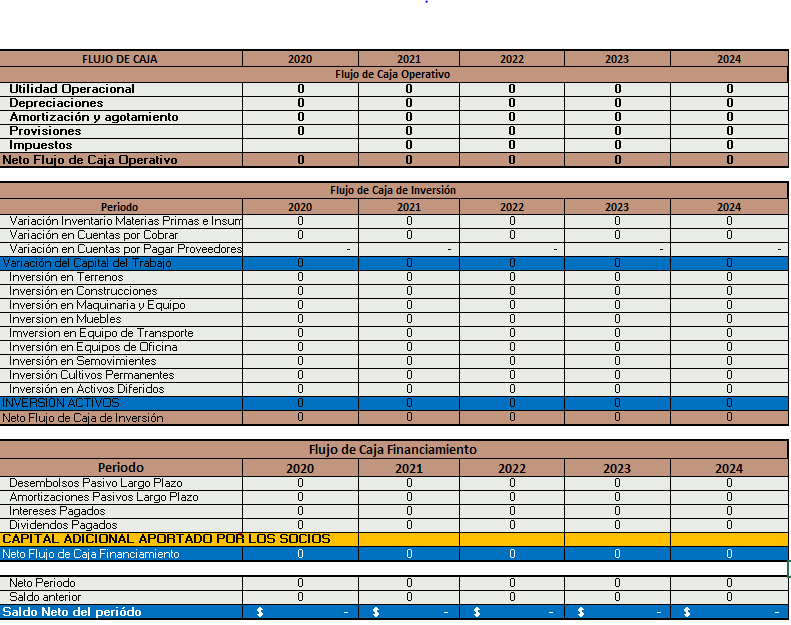 FLUJO DE CAJA 2020 2021 2022 2023 2024
Flujo de Caja Operativo
Utilidad Operacional 0 0 0 0 0
Depreciaciones 0 0 0 0 0
Amortización y agotamiento 0 0 0 0 0
Provisiones 0 0 0 0 0
Impuestos 0 0 0 0
Neto Flujo de Caja Operativo 0 0 0 0 0
Flujo de Caja de Inversión
Periodo 2020 2021 2022 2023 2024
Variación Inventario Materias Primas e Insum 0 0 0 0 0
Variación en Cuentas por Cobrar 0 0 0 0 0
Variación en Cuentas por Pagar Proveedores - - - - -
Variación del Capital del Trabajo 0 0 0 0 0
Inversión en Terrenos 0 0 0 0 0
Inversión en Construcciones 0 0 0 0 0
Inversión en Maquinaria y Equipo 0 0 0 0 0
Inversion en Muebles 0 0 0 0 0
Imversion en Equipo de Transporte 0 0 0 0 0
Inversión en Equipos de Oficina 0 0 0 0 0
Inversión en Semovimientes 0 0 0 0 0
Inversión Cultivos Permanentes 0 0 0 0 0
Inversión en Activos Diferidos 0 0 0 0 0
INVERSIÓN ACTIVOS 0 0 0 0 0
Neto Flujo de Caja de Inversión 0 0 0 0 0
Flujo de Caja Financiamiento
Periodo 2020 2021 2022 2023 2024
Desembolsos Pasivo Largo Plazo 0 0 0 0 0
Amortizaciones Pasivos Largo Plazo 0 0 0 0 0
Intereses Pagados 0 0 0 0 0
Dividendos Pagados 0 0 0 0 0
CAPITAL ADICIONAL APORTADO POR LOS SOCIOS
Neto Flujo de Caja Financiamiento 0 0 0 0 0
Neto Periodo 0 0 0 0 0
Saldo anterior 0 0 0 0 0
Saldo Neto del periódo $ - $ - $ - $ - $ -